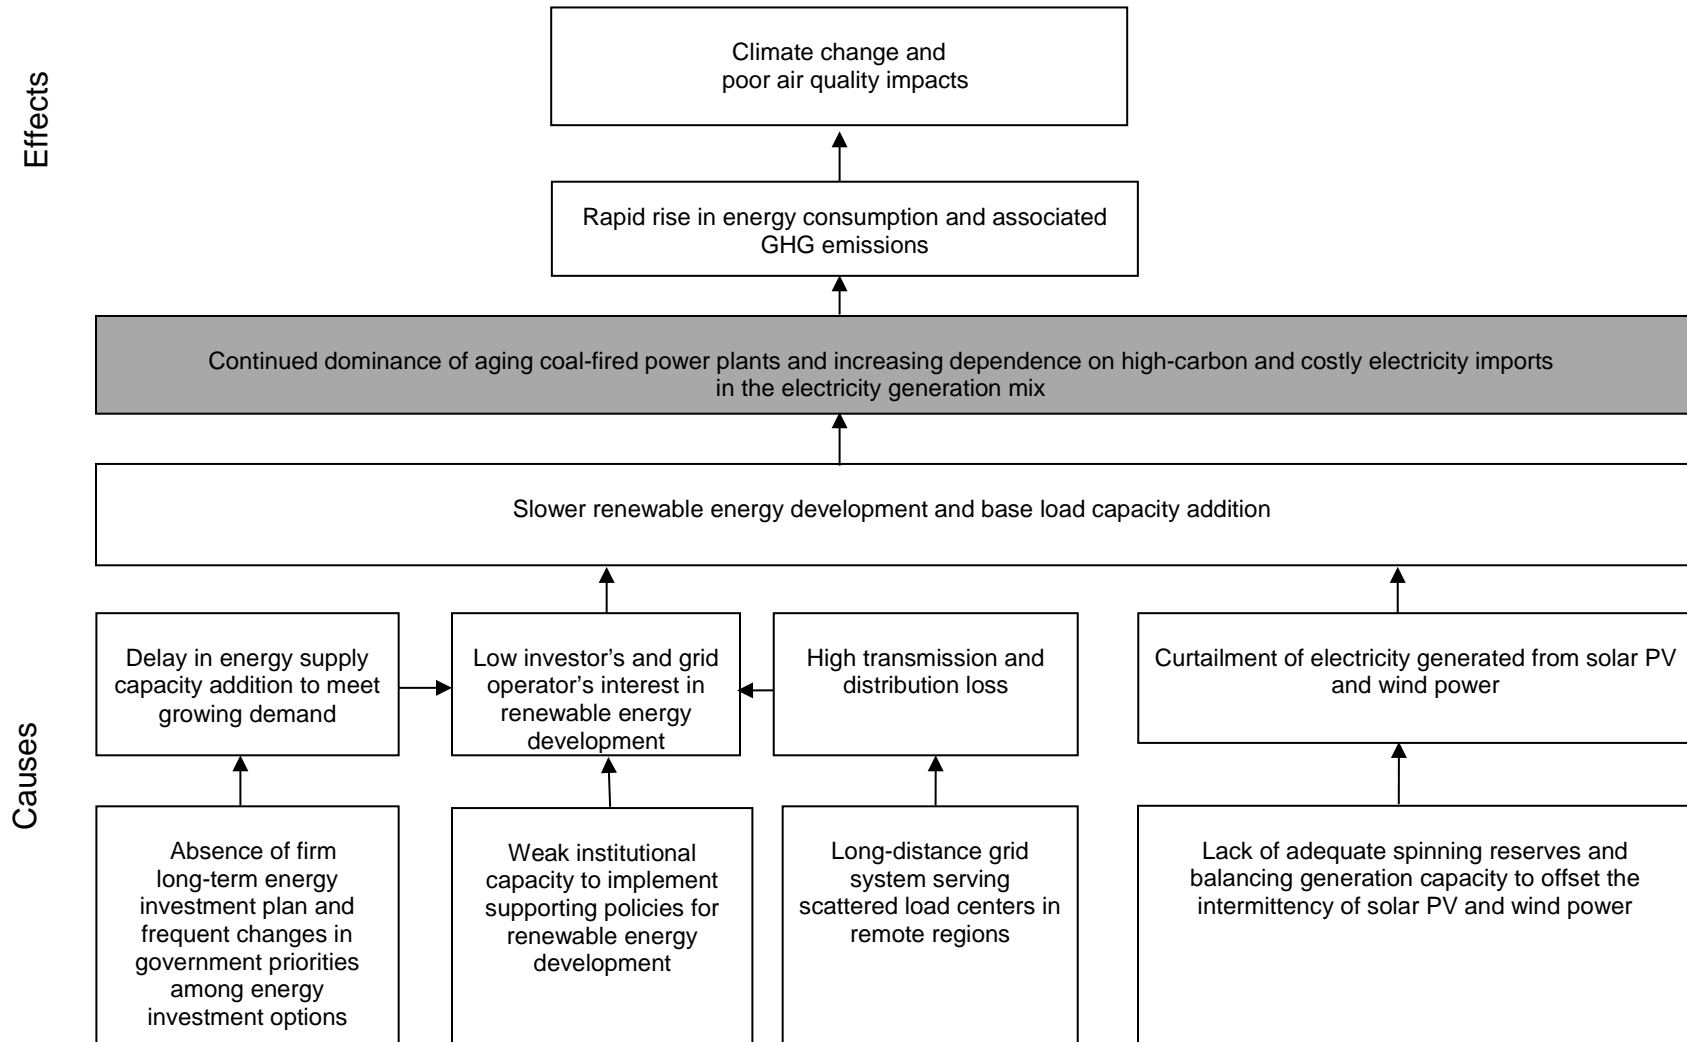 Effects
Climate change and
poor air quality impacts
Rapid rise in energy consumption and associated
GHG emissions
Continued dominance of aging coal-fired power plants and increasing dependence on high-carbon and costly electricity imports
in the electricity generation mix
Slower renewable energy development and base load capacity addition
Causes
Delay in energy supply
capacity addition to meet
growing demand
Low investor’s and grid
operator’s interest in
renewable energy
development
High transmission and
distribution loss
Curtailment of electricity generated from solar PV
and wind power
Absence of firm
long-term energy
investment plan and
frequent changes in
government priorities
among energy
investment options
Weak institutional
capacity to implement
supporting policies for
renewable energy
development
Long-distance grid
system serving
scattered load centers in
remote regions
Lack of adequate spinning reserves and
balancing generation capacity to offset the
intermittency of solar PV and wind power